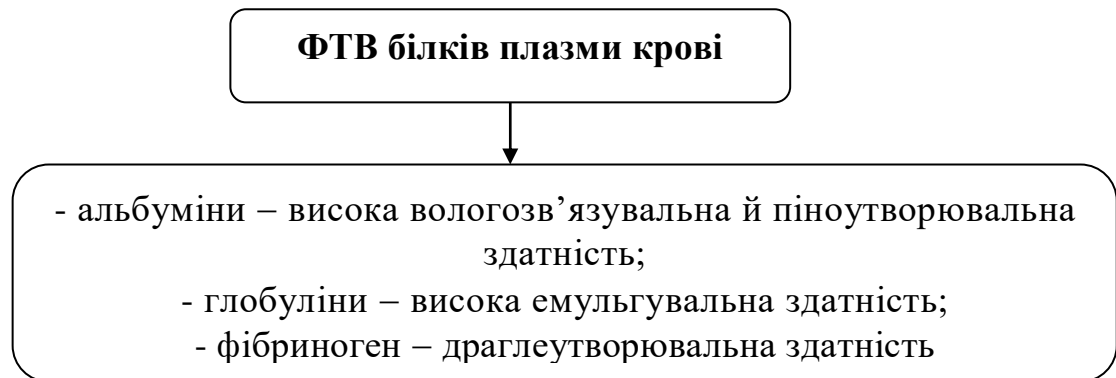 ФТВ білків плазми крові
- альбуміни – висока вологозв’язувальна й піноутворювальна
здатність;
- глобуліни – висока емульгувальна здатність;
- фібриноген – драглеутворювальна здатність